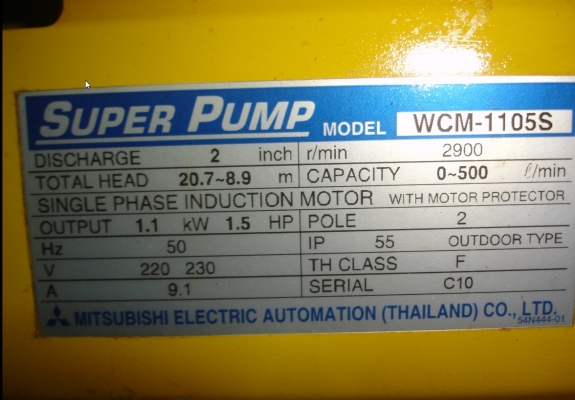 SUPER PUMP MODEL WCM-1105S
DISCHARGE 2 inch r/min 2900
TOTAL HEAD 20.7~8.9 m CAPACITY 0~500 ℓ/min
SINGLE PHASE INDUCTION MOTOR WITH MOTOR PROTECTOR
OUTPUT 1.1 kW 1.5 HP POLE 2
Hz 50 IP 55 OUTDOOR TYPE
V 220 230 TH CLASS F
A 9.1 SERIAL C10
MITSUBISHI ELECTRIC AUTOMATION (THAILAND) CO., LTD.
54N444-01